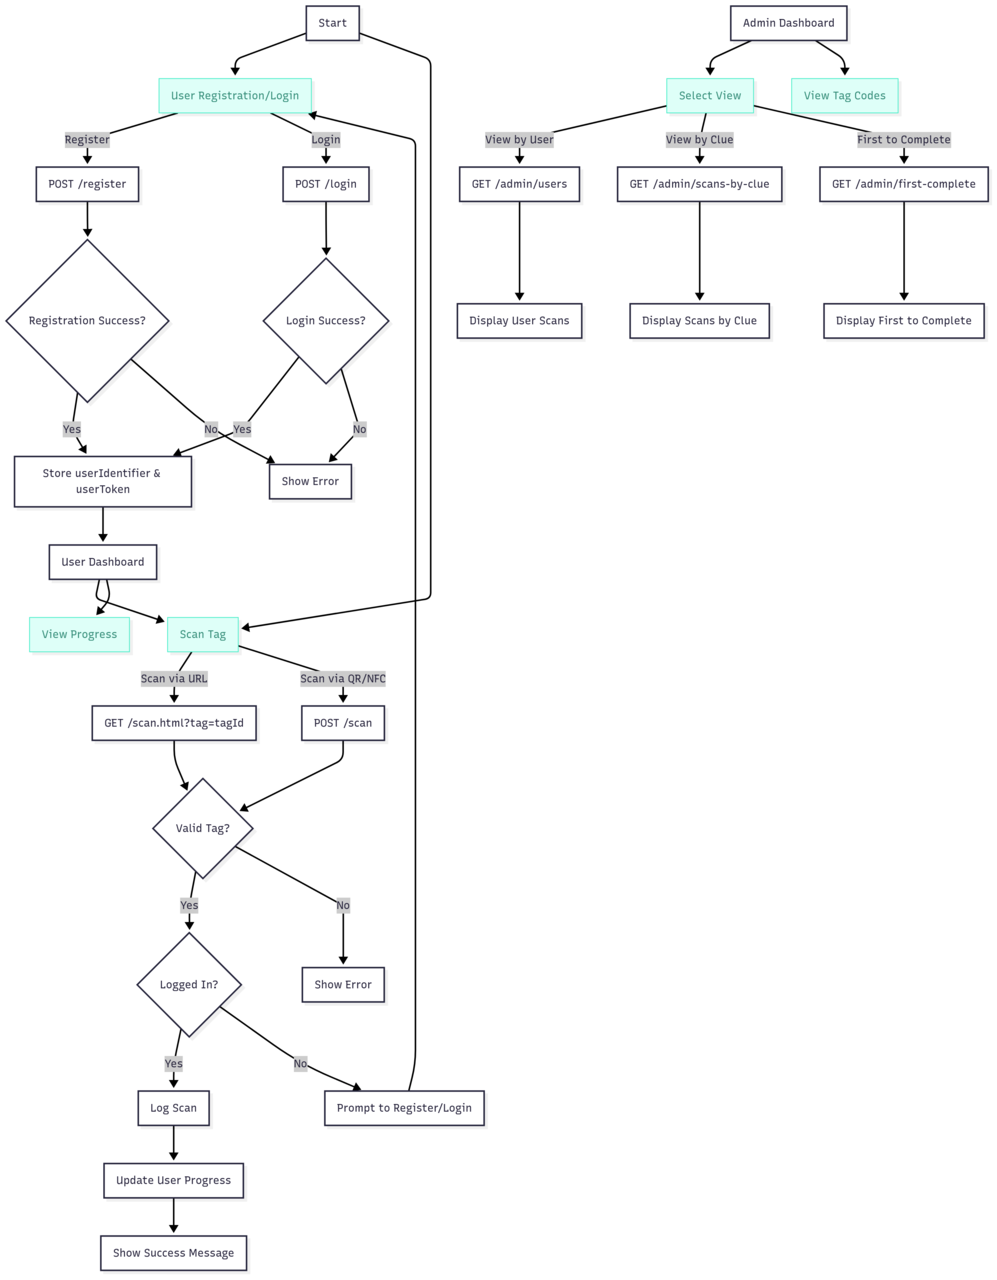 Start
Admin Dashboard
User Registration/Login
Select View
View Tag Codes
Register
Login
View by User
View by Clue
First to Complete
POST /register
POST /login
GET /admin/users
GET /admin/scans-by-clue
GET /admin/first-complete
Registration Success?
Login Success?
Display User Scans
Display Scans by Clue
Display First to Complete
Yes
No
Yes
No
Store userIdentifier &
userToken
Show Error
User Dashboard
View Progress
Scan Tag
Scan via URL
Scan via QR/NFC
GET /scan.html?tag=tagId
POST /scan
Valid Tag?
Yes
No
Logged In?
Show Error
Yes
No
Log Scan
Prompt to Register/Login
Update User Progress
Show Success Message